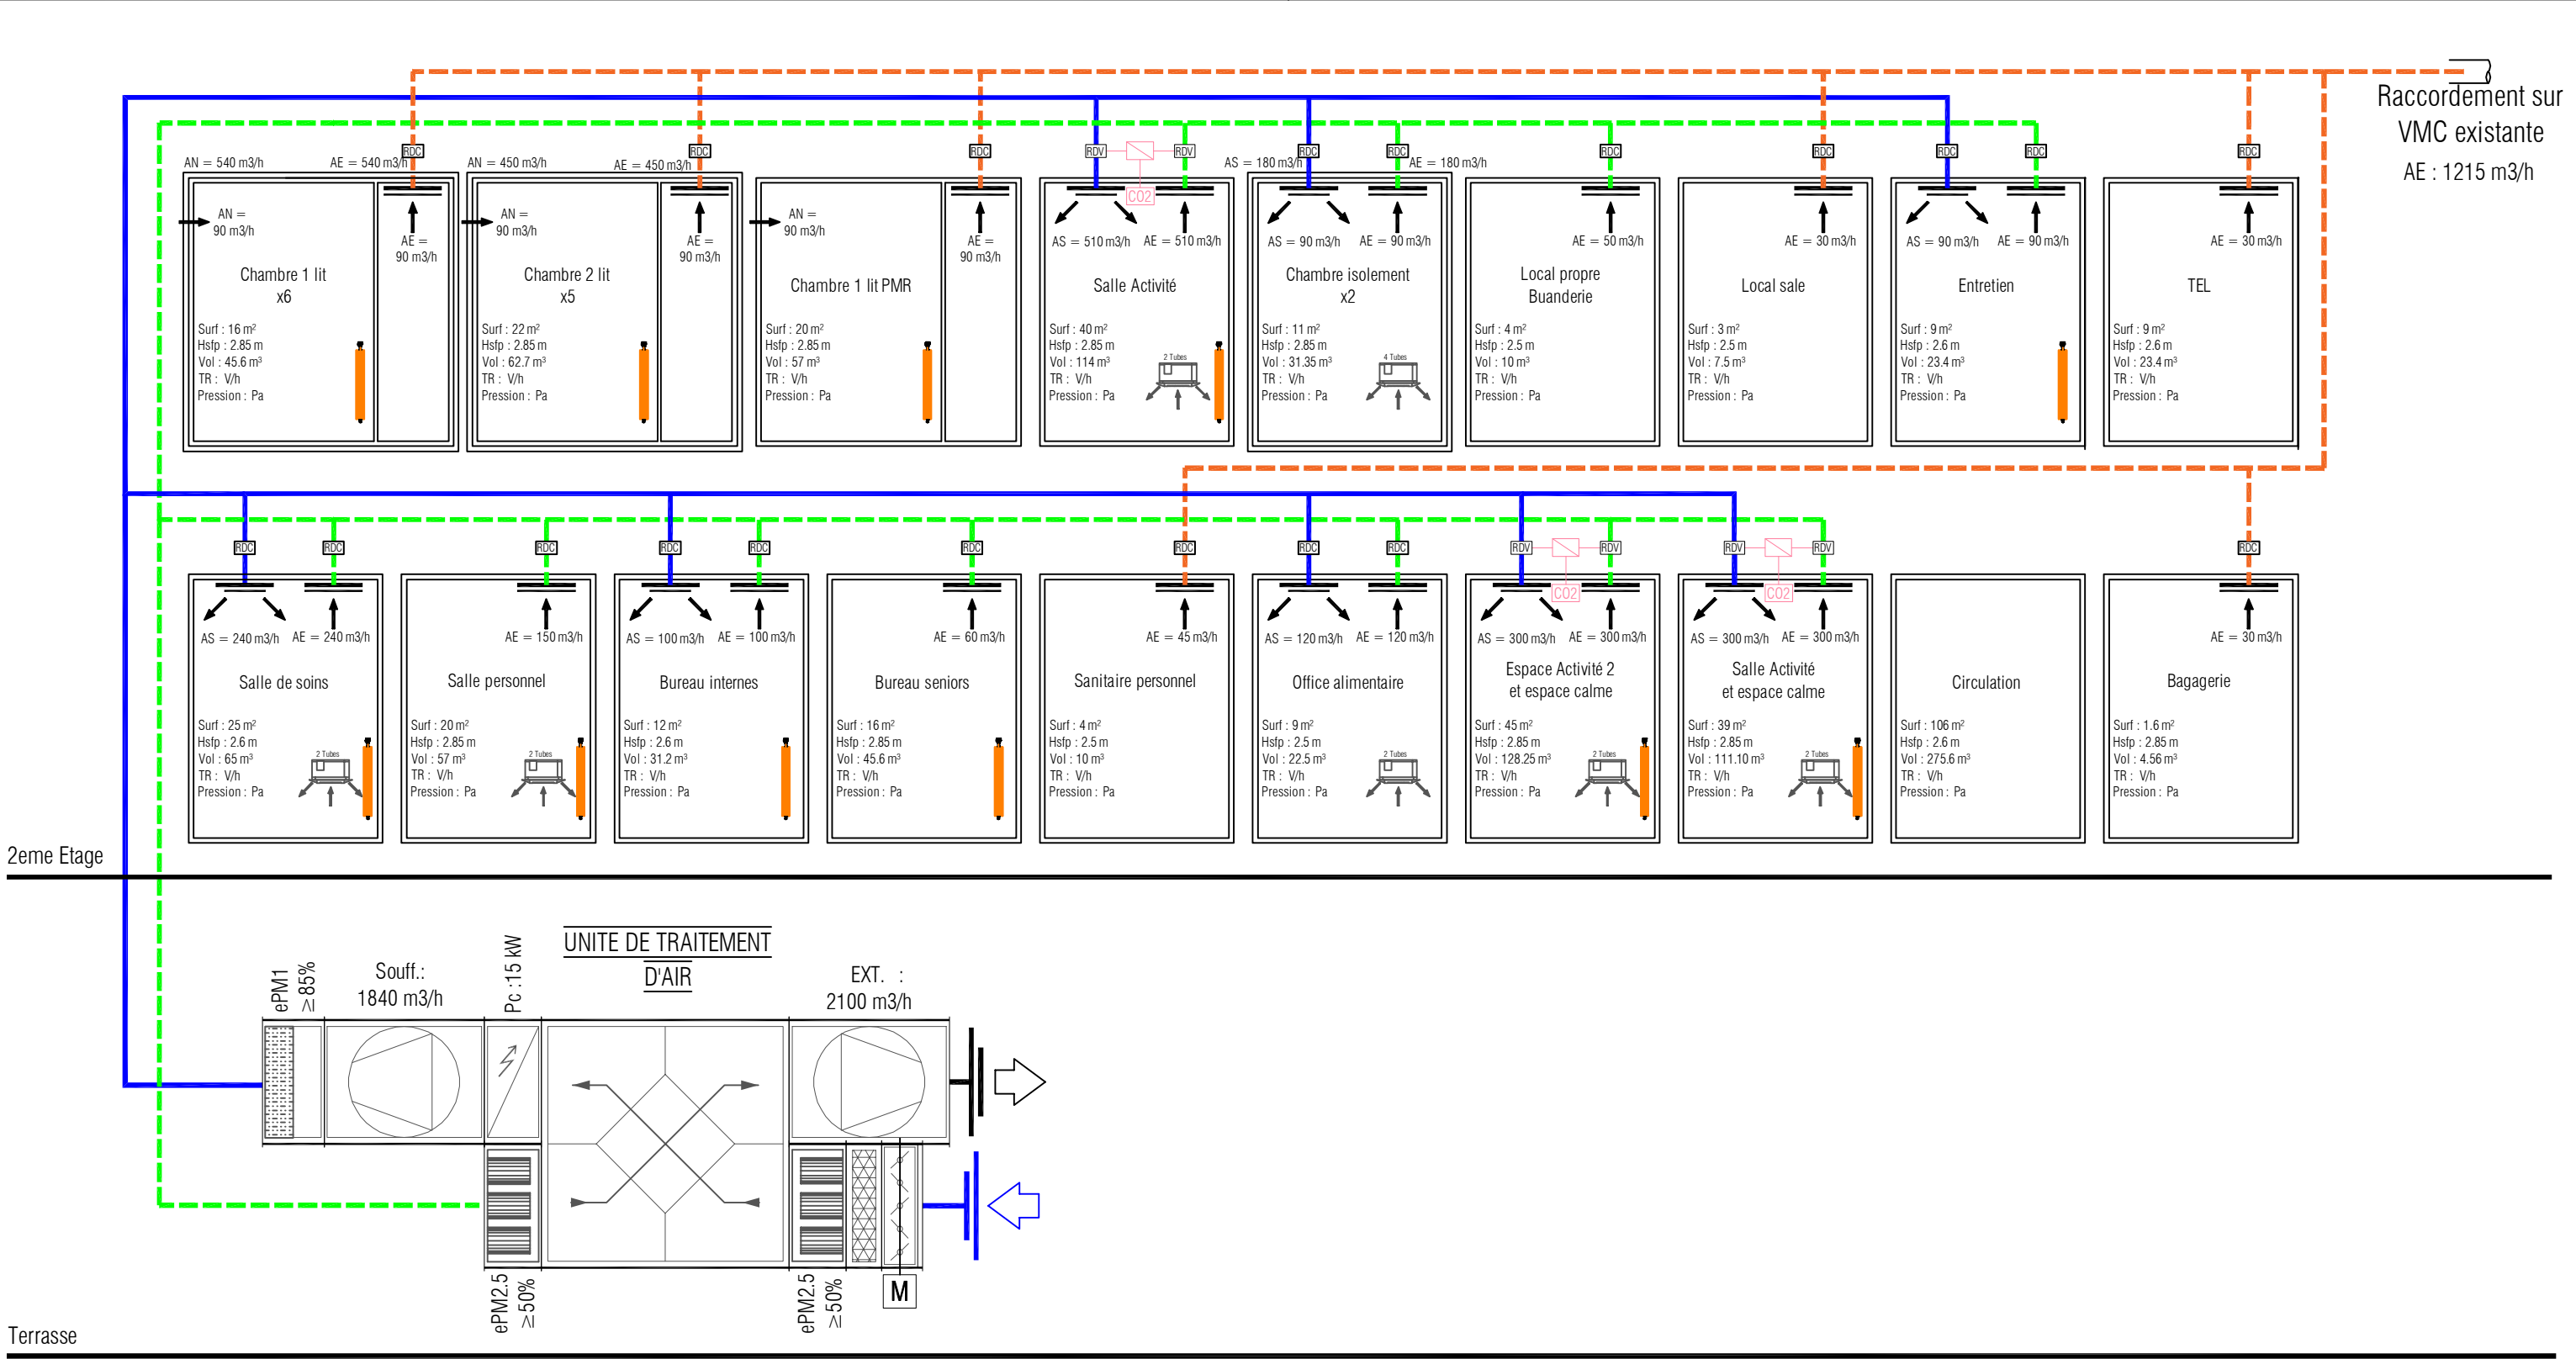 Raccordement sur
VMC existante
AE : 1215 m3/h
RDC
RDC
RDC
RDV
RDV
CO2
RDC
RDC
RDC
RDC
RDC
RDC
RDC
AN = 540 m3/h
AE = 540 m3/h
AN =
90 m3/h
AE =
90 m3/h
Chambre 1 lit
x6
Surf : 16 m²
Hsfp : 2.85 m
Vol : 45.6 m³
TR : V/h
Pression : Pa
AN = 450 m3/h
AE = 450 m3/h
AN =
90 m3/h
AE =
90 m3/h
Chambre 2 lit
x5
Surf : 22 m²
Hsfp : 2.85 m
Vol : 62.7 m³
TR : V/h
Pression : Pa
AN =
90 m3/h
AE =
90 m3/h
Chambre 1 lit PMR
Surf : 20 m²
Hsfp : 2.85 m
Vol : 57 m³
TR : V/h
Pression : Pa
AS = 510 m3/h
AE = 510 m3/h
Salle Activité
Surf : 40 m²
Hsfp : 2.85 m
Vol : 114 m³
TR : V/h
Pression : Pa
2 Tubes
AS = 180 m3/h
AE = 180 m3/h
AS = 90 m3/h
AE = 90 m3/h
Chambre isolement
x2
Surf : 11 m²
Hsfp : 2.85 m
Vol : 31.35 m³
TR : V/h
Pression : Pa
4 Tubes
AE = 50 m3/h
Local propre
Buanderie
Surf : 4 m²
Hsfp : 2.5 m
Vol : 10 m³
TR : V/h
Pression : Pa
AE = 30 m3/h
Local sale
Surf : 3 m²
Hsfp : 2.5 m
Vol : 7.5 m³
TR : V/h
Pression : Pa
AS = 90 m3/h
AE = 90 m3/h
Entretien
Surf : 9 m²
Hsfp : 2.6 m
Vol : 23.4 m³
TR : V/h
Pression : Pa
AE = 30 m3/h
TEL
Surf : 9 m²
Hsfp : 2.6 m
Vol : 23.4 m³
TR : V/h
Pression : Pa
RDC
RDC
RDC
RDC
RDC
RDC
RDC
RDC
RDC
RDV
RDV
CO2
RDV
RDV
CO2
RDC
AS = 240 m3/h
AE = 240 m3/h
Salle de soins
Surf : 25 m²
Hsfp : 2.6 m
Vol : 65 m³
TR : V/h
Pression : Pa
2 Tubes
AE = 150 m3/h
Salle personnel
Surf : 20 m²
Hsfp : 2.85 m
Vol : 57 m³
TR : V/h
Pression : Pa
2 Tubes
AS = 100 m3/h
AE = 100 m3/h
Bureau internes
Surf : 12 m²
Hsfp : 2.6 m
Vol : 31.2 m³
TR : V/h
Pression : Pa
AE = 60 m3/h
Bureau seniors
Surf : 16 m²
Hsfp : 2.85 m
Vol : 45.6 m³
TR : V/h
Pression : Pa
AE = 45 m3/h
Sanitaire personnel
Surf : 4 m²
Hsfp : 2.5 m
Vol : 10 m³
TR : V/h
Pression : Pa
AS = 120 m3/h
AE = 120 m3/h
Office alimentaire
Surf : 9 m²
Hsfp : 2.5 m
Vol : 22.5 m³
TR : V/h
Pression : Pa
2 Tubes
AS = 300 m3/h
AE = 300 m3/h
Espace Activité 2
et espace calme
Surf : 45 m²
Hsfp : 2.85 m
Vol : 128.25 m³
TR : V/h
Pression : Pa
2 Tubes
AS = 300 m3/h
AE = 300 m3/h
Salle Activité
et espace calme
Surf : 39 m²
Hsfp : 2.85 m
Vol : 111.10 m³
TR : V/h
Pression : Pa
2 Tubes
Circulation
Surf : 106 m²
Hsfp : 2.6 m
Vol : 275.6 m³
TR : V/h
Pression : Pa
AE = 30 m3/h
Bagagerie
Surf : 1.6 m²
Hsfp : 2.85 m
Vol : 4.56 m³
TR : V/h
Pression : Pa
2eme Etage
UNITE DE TRAITEMENT
D'AIR
ePM1
≥85%
Souff.:
1840 m3/h
Pc :15 kW
EXT. :
2100 m3/h
ePM2.5
≥50%
ePM2.5
≥50%
M
Terrasse